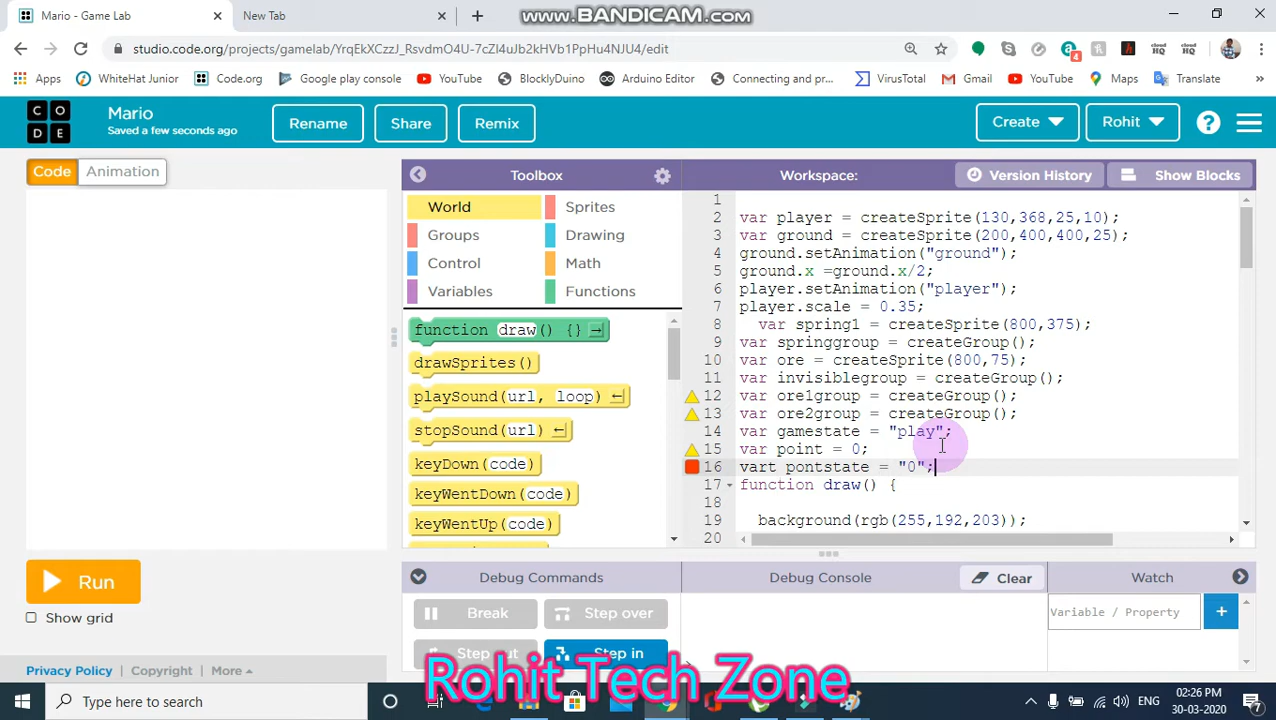 Mario - Game Lab
New Tab
www.BANDICAM.com
studio.code.org/projects/gamelab/YrqEkXCzzJ_RsvdmO4U-7cZl4uJb2kHVb1PpHu4NJU4/edit
Apps
WhiteHat Junior
Code.org
Google play console
YouTube
BlocklyDuino
Arduino Editor
Connecting and pr...
VirusTotal
Gmail
YouTube
Maps
Translate
CODE
Mario
Saved a few seconds ago
Rename
Share
Remix
Create
Rohit
Code
Animation
Toolbox
Workspace:
Version History
Show Blocks
World
Sprites
Groups
Drawing
Control
Math
Variables
Functions
function draw() {}
drawSprites()
playSound(url, loop)
stopSound(url)
keyDown(code)
keyWentDown(code)
keyWentUp(code)
1
2 var player = createSprite(130,368,25,10);
3 var ground = createSprite(200,400,400,25);
4 ground.setAnimation("ground");
5 ground.x =ground.x/2;
6 player.setAnimation("player");
7 player.scale = 0.35;
8 var spring1 = createSprite(800,375);
9 var springgroup = createGroup();
10 var ore = createSprite(800,75);
11 var invisiblegroup = createGroup();
12 var ore1group = createGroup();
13 var ore2group = createGroup();
14 var gamestate = "play";
15 var point = 0;
16 vart pontstate = "0";
17 function draw() {
18
19 background(rgb(255,192,203));
20
Run
Show grid
Debug Commands
Debug Console
Clear
Watch
Break
Step over
Step out
Step in
Variable / Property
Privacy Policy
Copyright
More
Rohit Tech Zone
Type here to search
ENG
02:26 PM
30-03-2020